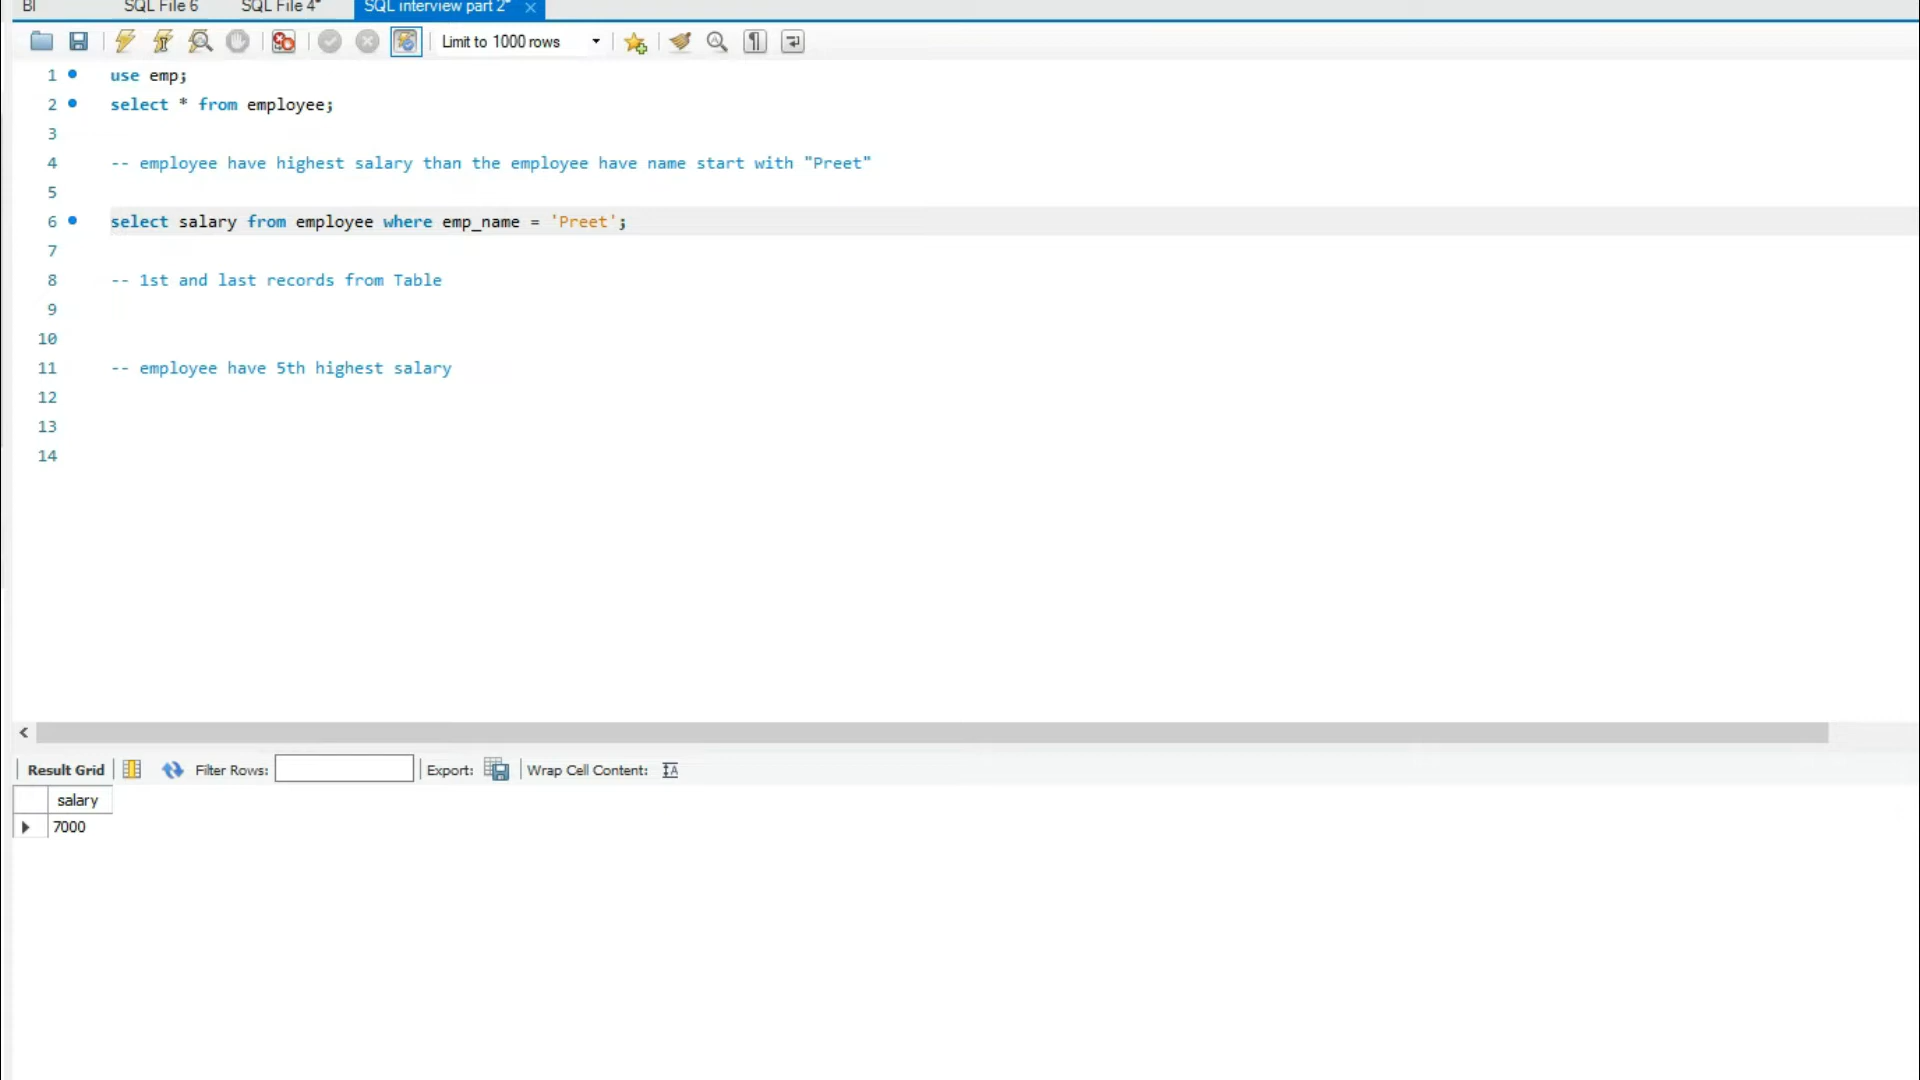 BI SQL File 6 SQL File 4* SQL interview part 2*
Limit to 1000 rows
1 use emp;
2 select * from employee;
3
4 -- employee have highest salary than the employee have name start with "Preet"
5
6 select salary from employee where emp_name = 'Preet';
7
8 -- 1st and last records from Table
9
10
11 -- employee have 5th highest salary
12
13
14
Result Grid Filter Rows: Export: Wrap Cell Content:
salary
7000